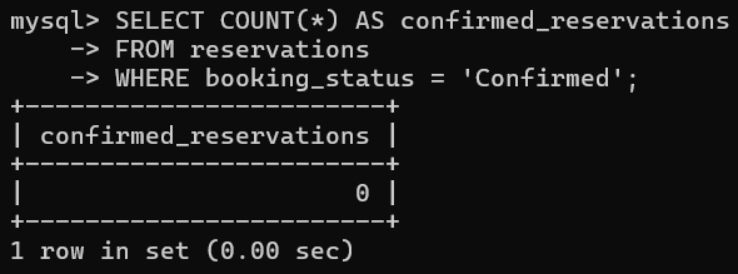 mysql> SELECT COUNT(*) AS confirmed_reservations
    -> FROM reservations
    -> WHERE booking_status = 'Confirmed';
+------------------------+
| confirmed_reservations |
+------------------------+
|                      0 |
+------------------------+
1 row in set (0.00 sec)